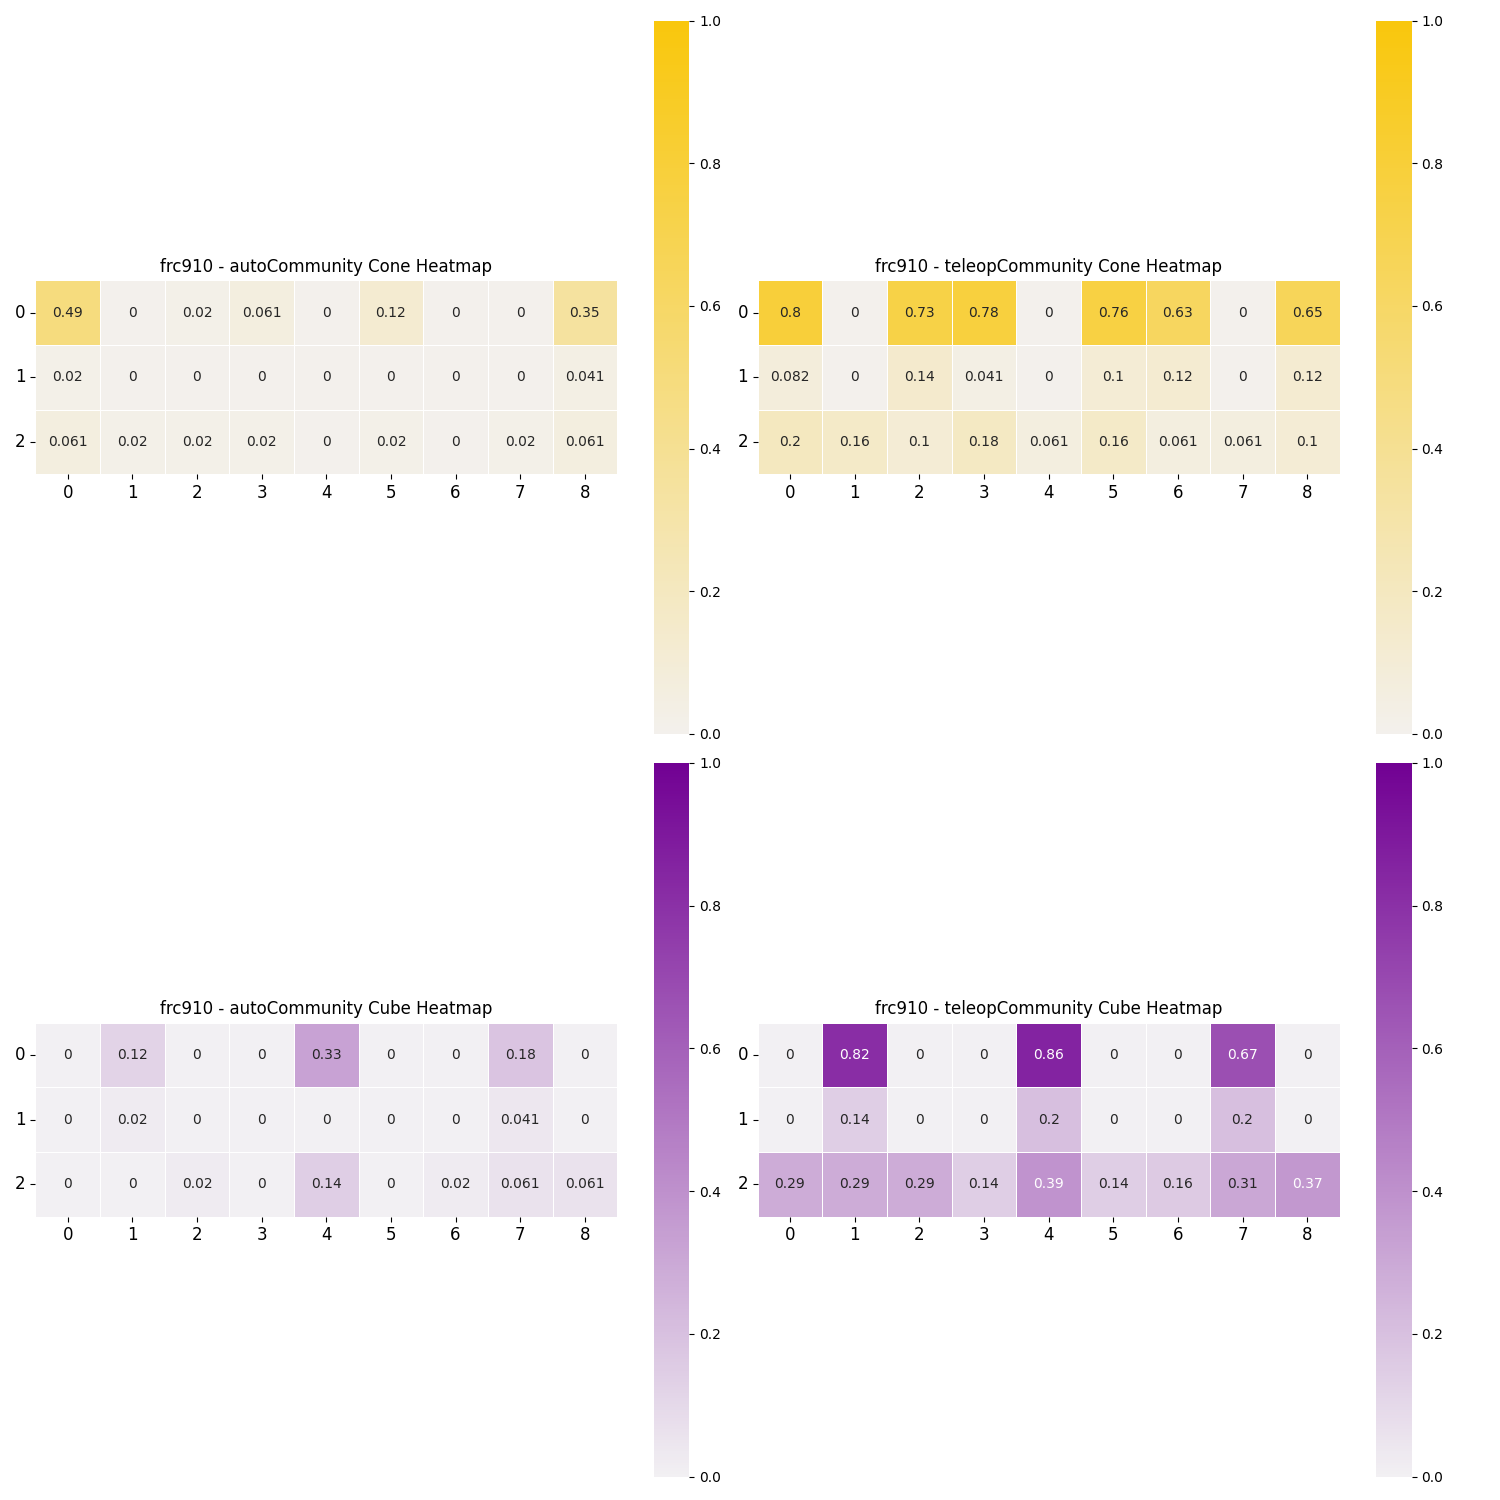 frc910 - autoCommunity Cone Heatmap
0 0.49 0 0.02 0.061 0 0.12 0 0 0.35
1 0.02 0 0 0 0 0 0 0 0.041
2 0.061 0.02 0.02 0.02 0 0.02 0 0.02 0.061
0 1 2 3 4 5 6 7 8
1.0
0.8
0.6
0.4
0.2
0.0
frc910 - teleopCommunity Cone Heatmap
0 0.8 0 0.73 0.78 0 0.76 0.63 0 0.65
1 0.082 0 0.14 0.041 0 0.1 0.12 0 0.12
2 0.2 0.16 0.1 0.18 0.061 0.16 0.061 0.061 0.1
0 1 2 3 4 5 6 7 8
1.0
0.8
0.6
0.4
0.2
0.0
frc910 - autoCommunity Cube Heatmap
0 0 0.12 0 0 0.33 0 0 0.18 0
1 0 0.02 0 0 0 0 0 0.041 0
2 0 0 0.02 0 0.14 0 0.02 0.061 0.061
0 1 2 3 4 5 6 7 8
1.0
0.8
0.6
0.4
0.2
0.0
frc910 - teleopCommunity Cube Heatmap
0 0 0.82 0 0 0.86 0 0 0.67 0
1 0 0.14 0 0 0.2 0 0 0.2 0
2 0.29 0.29 0.29 0.14 0.39 0.14 0.16 0.31 0.37
0 1 2 3 4 5 6 7 8
1.0
0.8
0.6
0.4
0.2
0.0